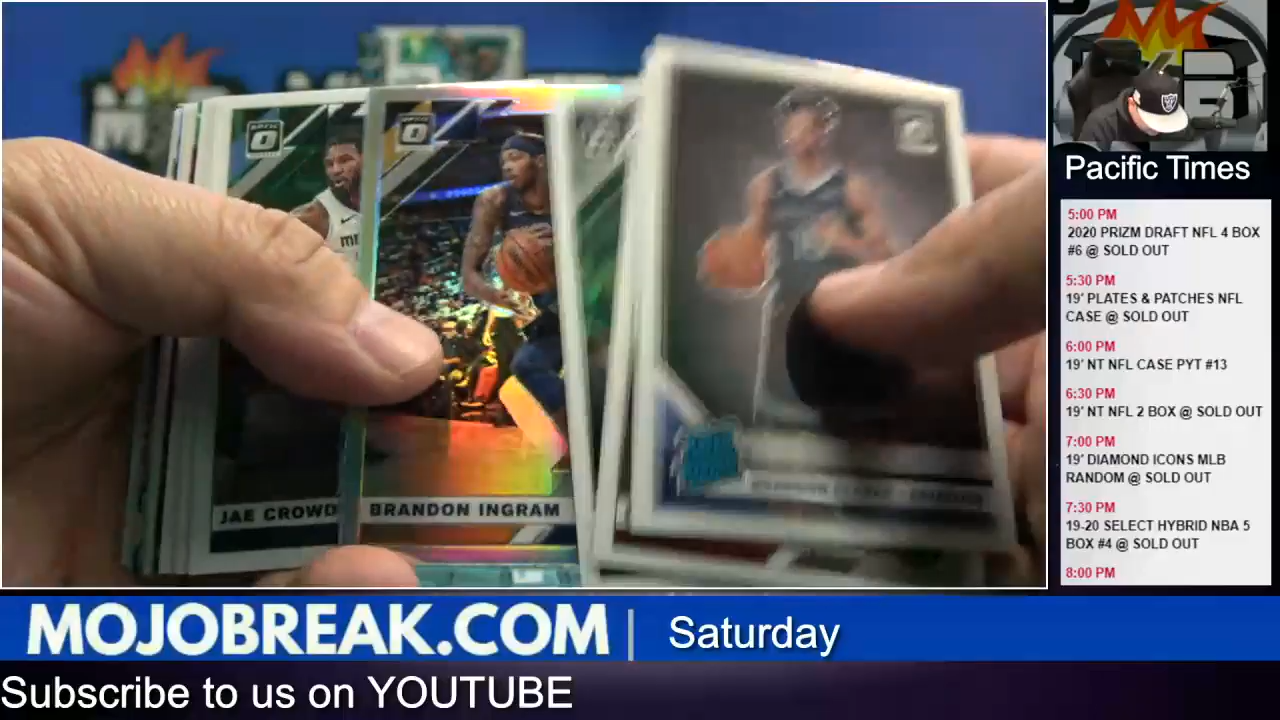 JAE CROWD
BRANDON INGRAM
Pacific Times
5:00 PM
2020 PRIZM DRAFT NFL 4 BOX
#6 @ SOLD OUT
5:30 PM
19' PLATES & PATCHES NFL
CASE @ SOLD OUT
6:00 PM
19' NT NFL CASE PYT #13
6:30 PM
19' NT NFL 2 BOX @ SOLD OUT
7:00 PM
19' DIAMOND ICONS MLB
RANDOM @ SOLD OUT
7:30 PM
19-20 SELECT HYBRID NBA 5
BOX #4 @ SOLD OUT
8:00 PM
MOJOBREAK.COM | Saturday
Subscribe to us on YOUTUBE